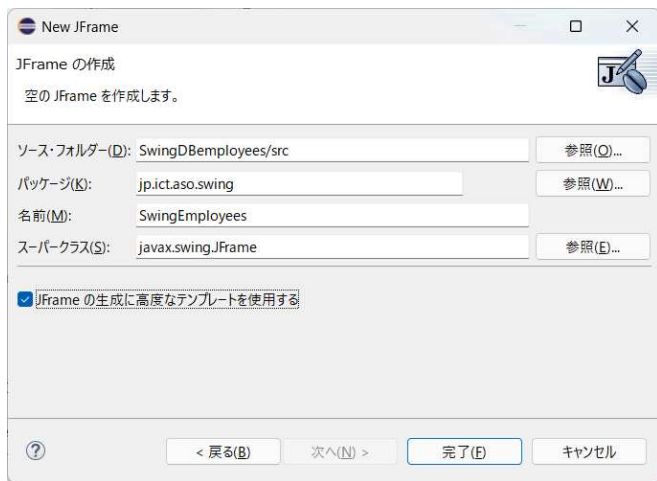 New JFrame
JFrame の作成
空の JFrame を作成します。
ソース・フォルダー(D): SwingDBemployees/src 参照(O)...
パッケージ(K): jp.ict.aso.swing 参照(W)...
名前(M): SwingEmployees
スーパークラス(S): javax.swing.JFrame 参照(E)...
JFrame の生成に高度なテンプレートを使用する
? < 戻る(B) 次へ(N) > 完了(F) キャンセル